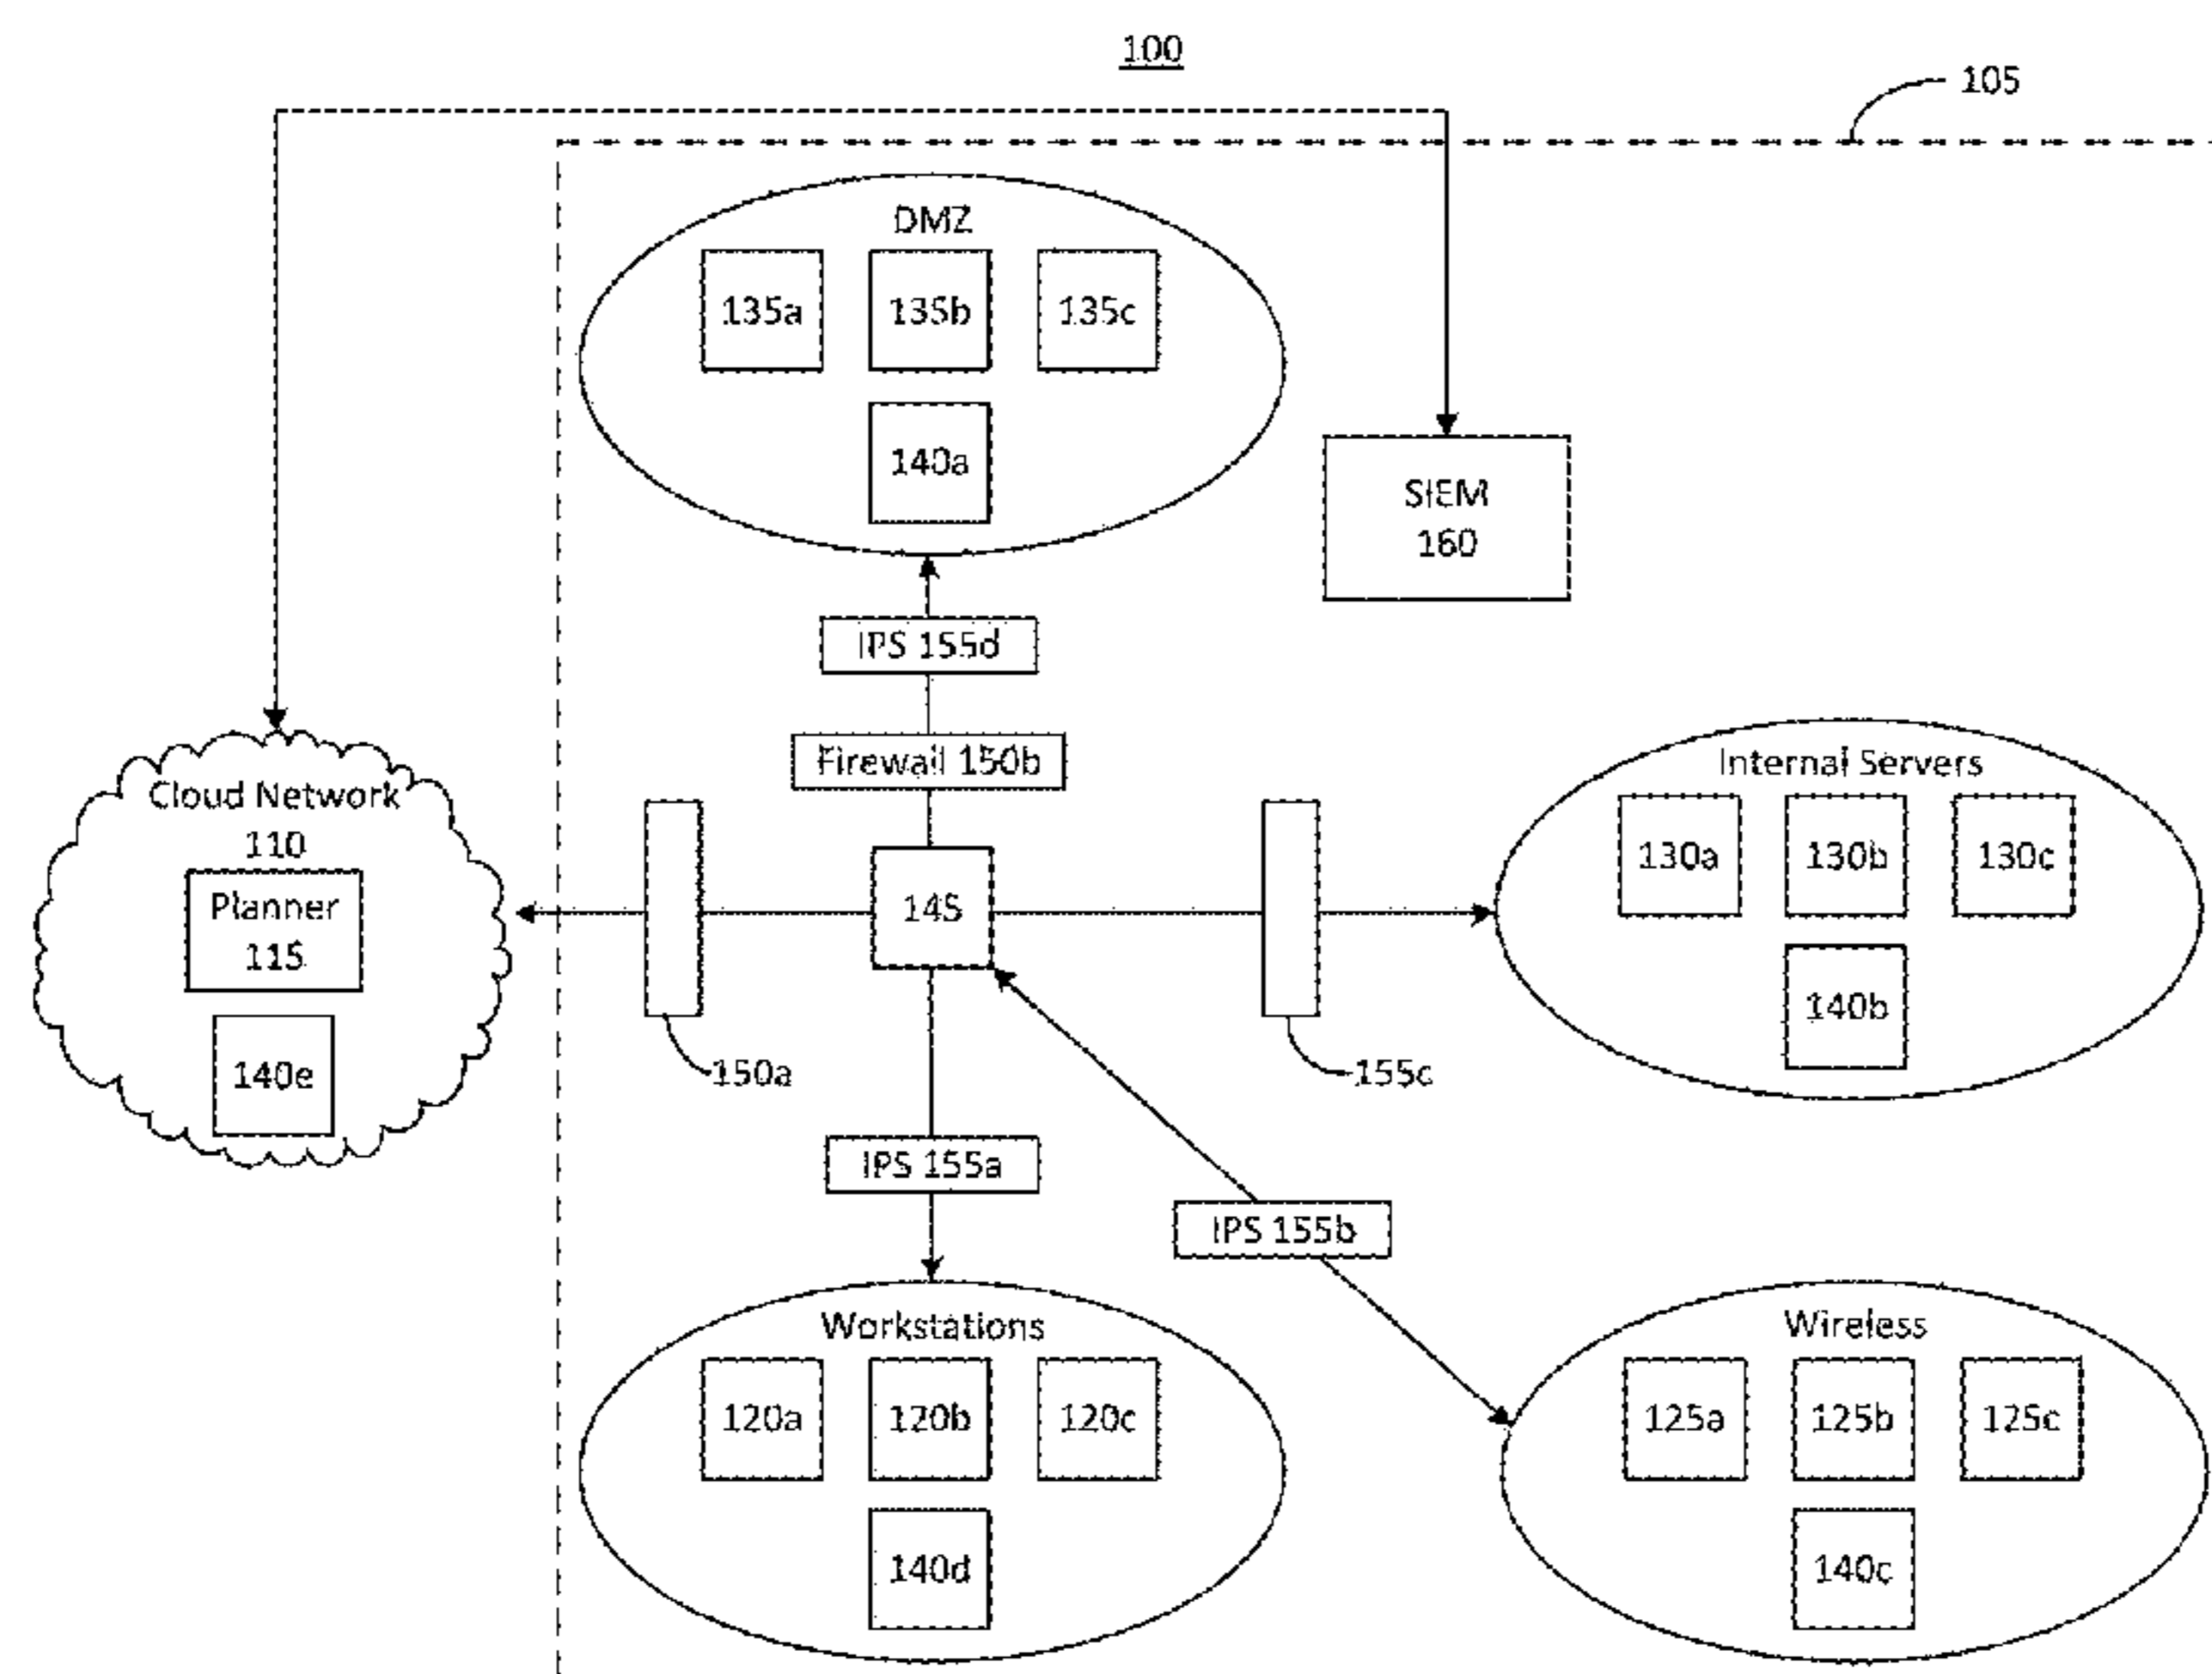 100
105
DMZ
135a 135b 135c
140a
SIEM
160
IPS 155d
Firewall 150b
Cloud Network
110
Planner
115
140e
145
150a
155c
Internal Servers
130a 130b 130c
140b
IPS 155a
IPS 155b
Workstations
120a 120b 120c
140d
Wireless
125a 125b 125c
140c